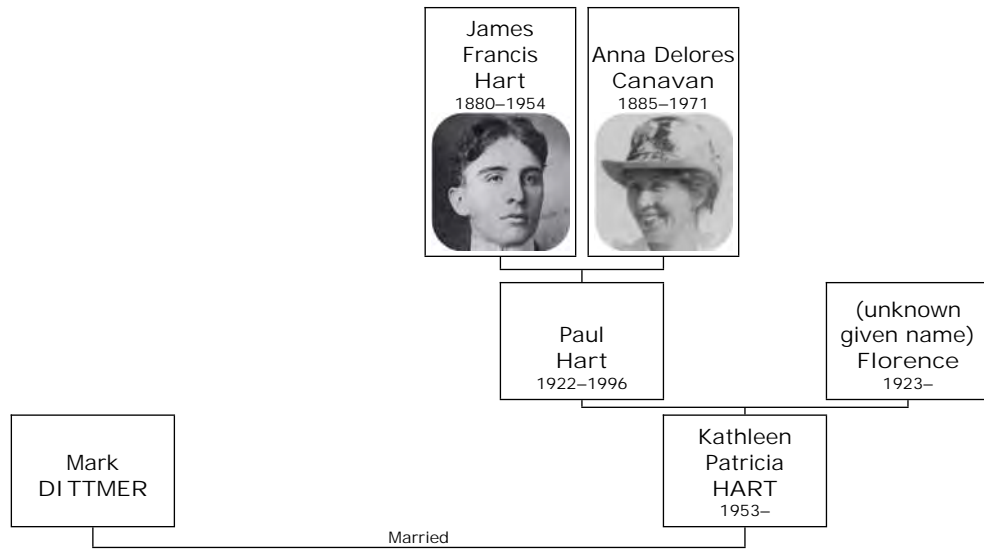 James
Francis
Hart
1880–1954
Anna Delores
Canavan
1885–1971
Paul
Hart
1922–1996
(unknown
given name)
Florence
1923–
Mark
DITTMER
Kathleen
Patricia
HART
1953–
Married